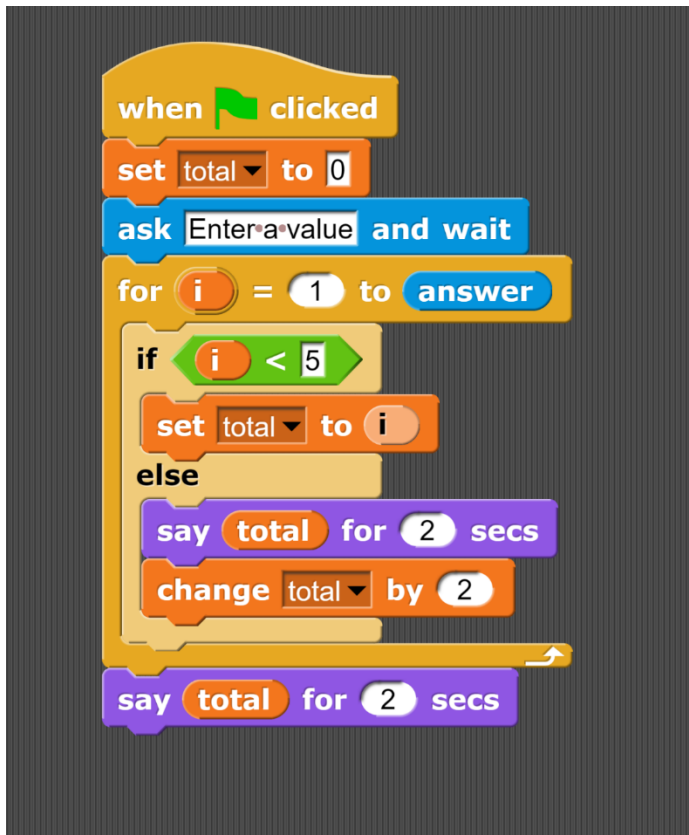 when clicked
set total to 0
ask Enter a value and wait
for i = 1 to answer
if i < 5
set total to i
else
say total for 2 secs
change total by 2
say total for 2 secs